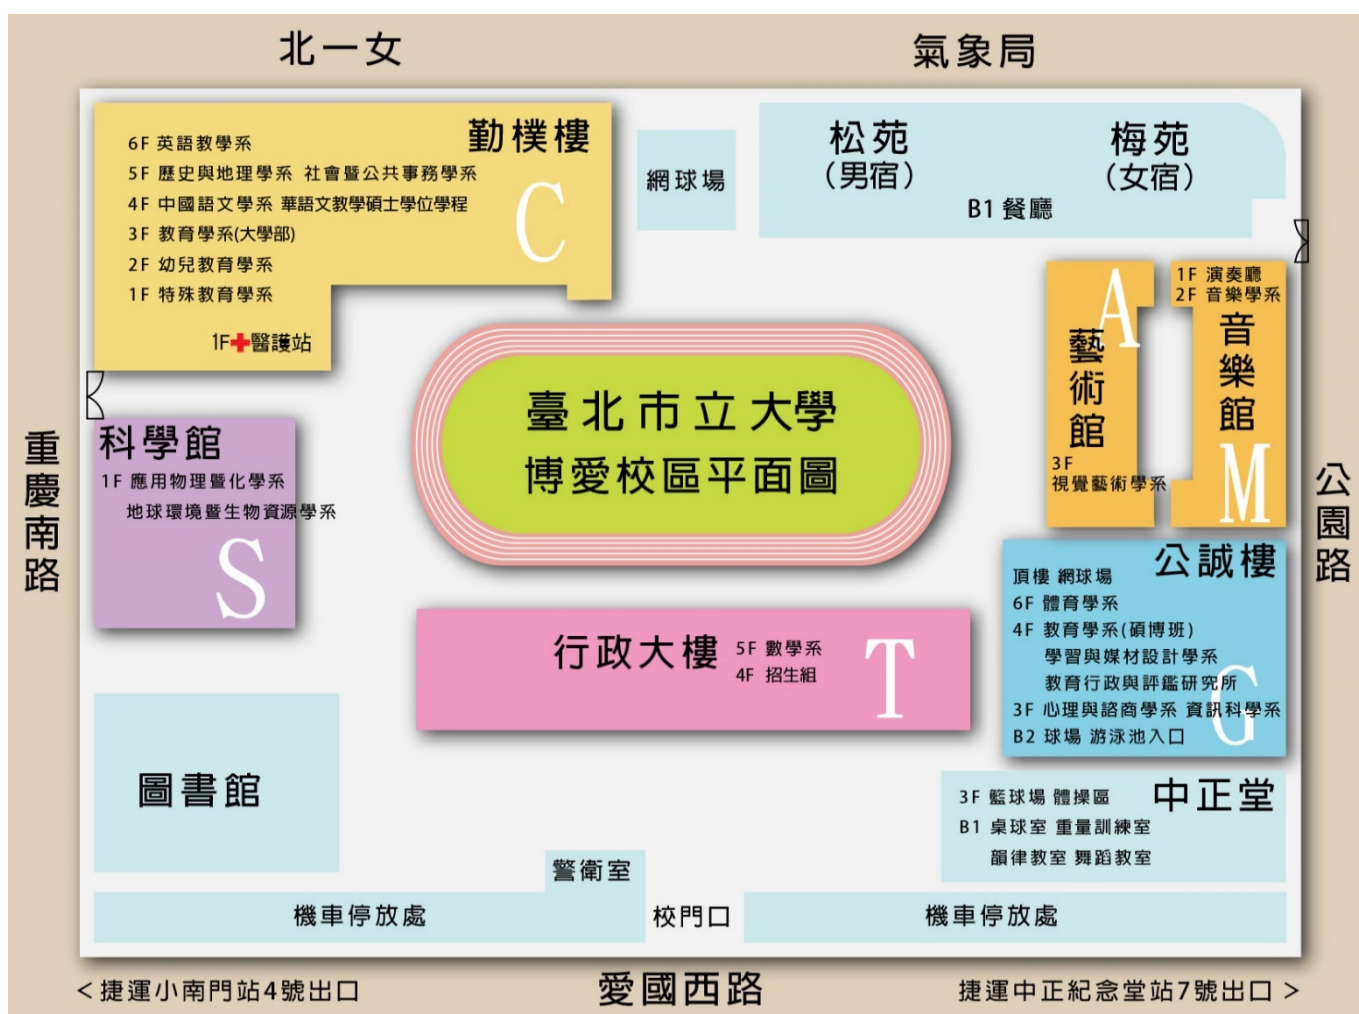 北一女
氣象局
勤樸樓
6F 英語教學系
5F 歷史與地理學系 社會暨公共事務學系
4F 中國語文學系 華語文教學碩士學位學程
3F 教育學系(大學部)
2F 幼兒教育學系
1F 特殊教育學系
C
1F 醫護站
網球場
松苑
(男宿)
梅苑
(女宿)
B1 餐廳
A
藝術館
3F
視覺藝術學系
1F 演奏廳
2F 音樂學系
音樂館
M
臺北市立大學
博愛校區平面圖
重慶南路
科學館
1F 應用物理暨化學系
地球環境暨生物資源學系
S
公園路
公誠樓
頂樓 網球場
6F 體育學系
4F 教育學系(碩博班)
學習與媒材設計學系
教育行政與評鑑研究所
3F 心理與諮商學系 資訊科學系
B2 球場 游泳池入口
G
行政大樓
5F 數學系
4F 招生組
T
圖書館
中正堂
3F 籃球場 體操區
B1 桌球室 重量訓練室
韻律教室 舞蹈教室
警衛室
機車停放處
校門口
機車停放處
<捷運小南門站4號出口
愛國西路
捷運中正紀念堂站7號出口>